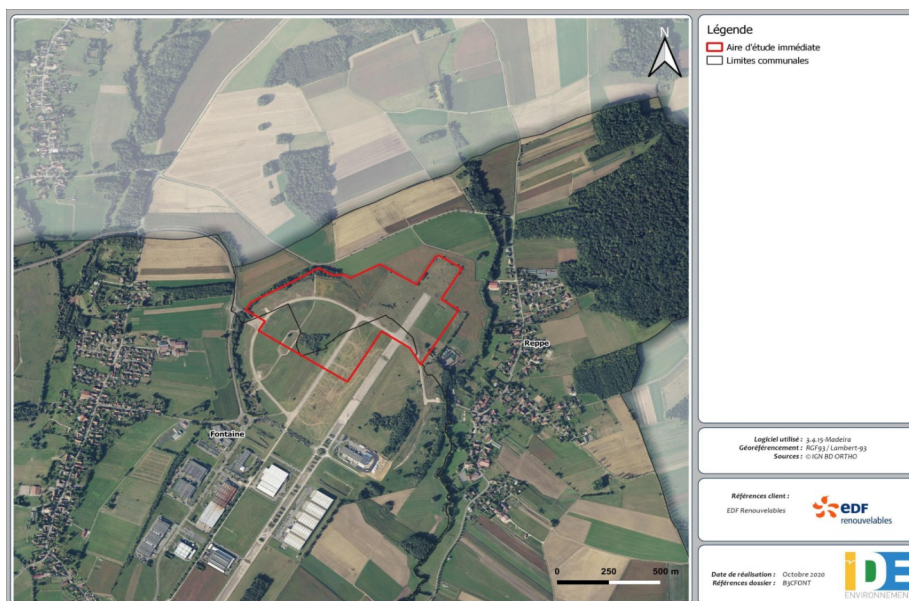 N
Reppe
Fontaine
0 250 500 m
Légende
Aire d'étude immédiate
Limites communales
Logiciel utilisé : 3.4.15-Madeira
Géoréférencement : RGF93 / Lambert-93
Sources : © IGN BD ORTHO
Références client :
EDF Renouvelables
edf
renouvelables
Date de réalisation : Octobre 2020
Références dossier : B3CFONT
IDE
ENVIRONNEMENT